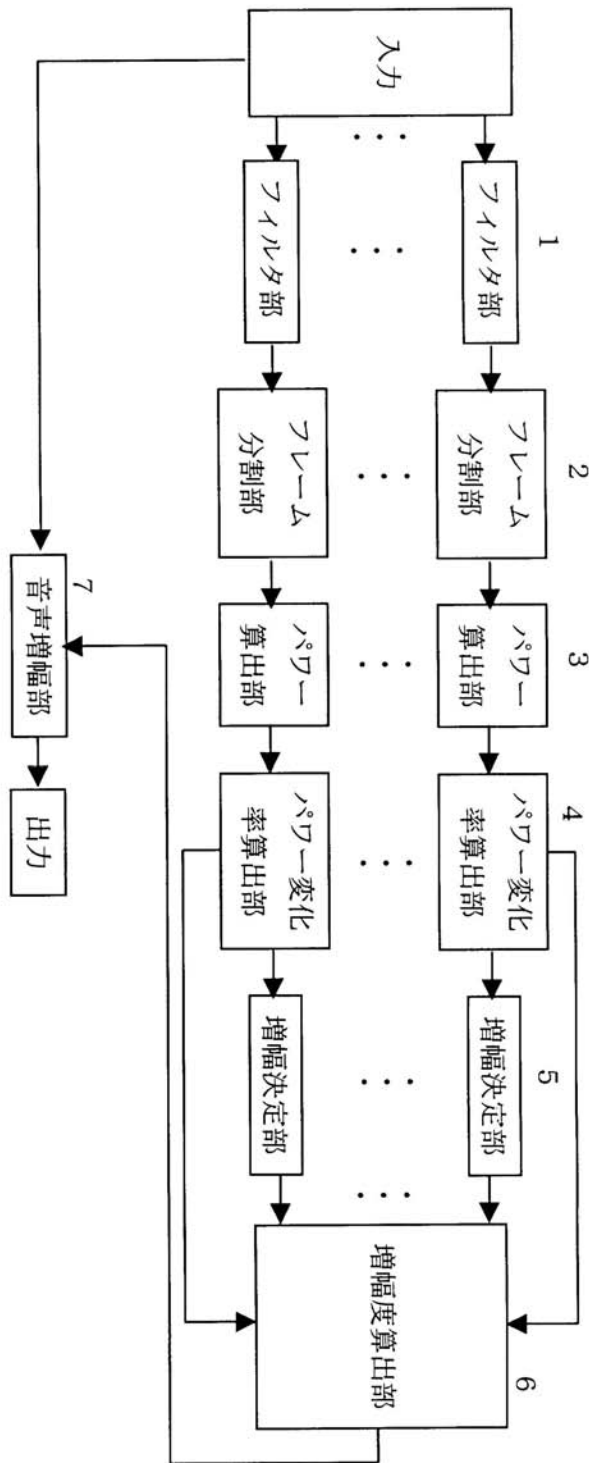 入力
1
フィルタ部
2
フレーム
分割部
3
パワー
算出部
4
パワー変化
率算出部
5
増幅決定部
・・・
・・・
・・・
・・・
・・・
・・・
・・・
フィルタ部
フレーム
分割部
パワー
算出部
パワー変化
率算出部
増幅決定部
6
増幅度算出部
7
音声増幅部
出力